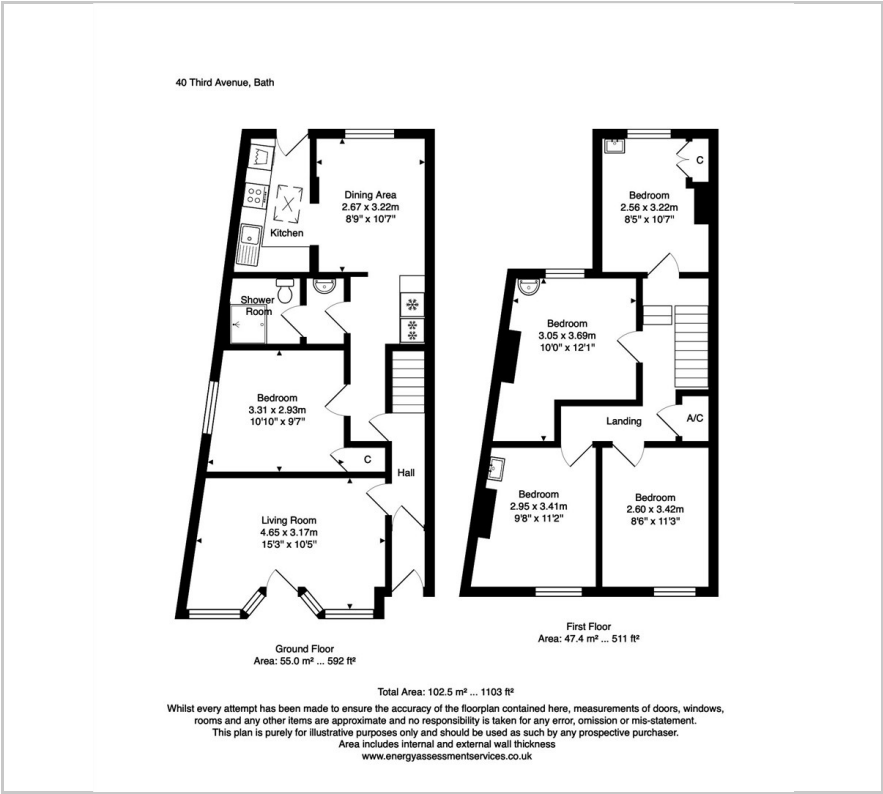 40 Third Avenue, Bath
Kitchen
Dining Area
2.67 x 3.22m
8'9" x 10'7"
Shower
Room
Bedroom
3.31 x 2.93m
10'10" x 9'7"
C
Hall
Living Room
4.65 x 3.17m
15'3" x 10'5"
Ground Floor
Area: 55.0 m² ... 592 ft²
Bedroom
2.56 x 3.22m
8'5" x 10'7"
C
Bedroom
3.05 x 3.69m
10'0" x 12'1"
Landing
A/C
Bedroom
2.95 x 3.41m
9'8" x 11'2"
Bedroom
2.60 x 3.42m
8'6" x 11'3"
First Floor
Area: 47.4 m² ... 511 ft²
Total Area: 102.5 m² ... 1103 ft²
Whilst every attempt has been made to ensure the accuracy of the floorplan contained here, measurements of doors, windows,
rooms and any other items are approximate and no responsibility is taken for any error, omission or mis-statement.
This plan is purely for illustrative purposes only and should be used as such by any prospective purchaser.
Area includes internal and external wall thickness
www.energyassessmentservices.co.uk